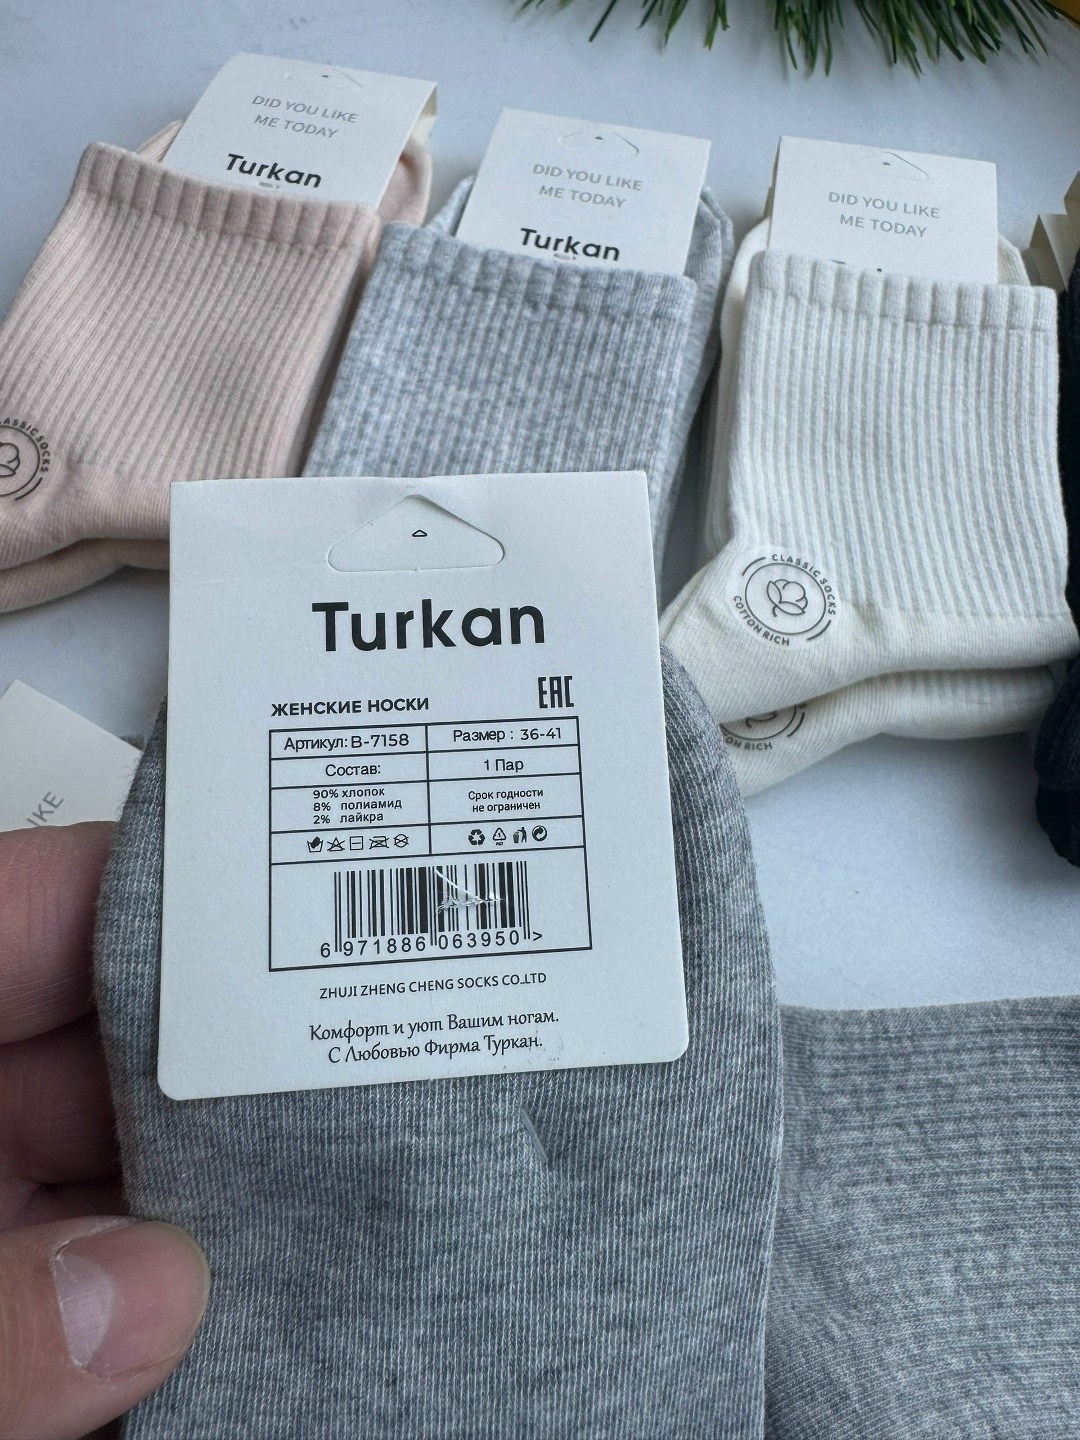 DID YOU LIKE
ME TODAY
Turkan
DID YOU LIKE
ME TODAY
Turkan
DID YOU LIKE
ME TODAY
CLASSIC SOCKS
COTTON RICH
Turkan
ЖЕНСКИЕ НОСКИ
EAC
Артикул: В-7158
Размер : 36-41
Состав:
1 Пар
90% хлопок
8% полиамид
2% лайкра
Срок годности
не ограничен
6 971886 063950 >
ZHUJI ZHENG CHENG SOCKS CO.,LTD
Комфорт и уют Вашим ногам.
С Любовью Фирма Туркан.